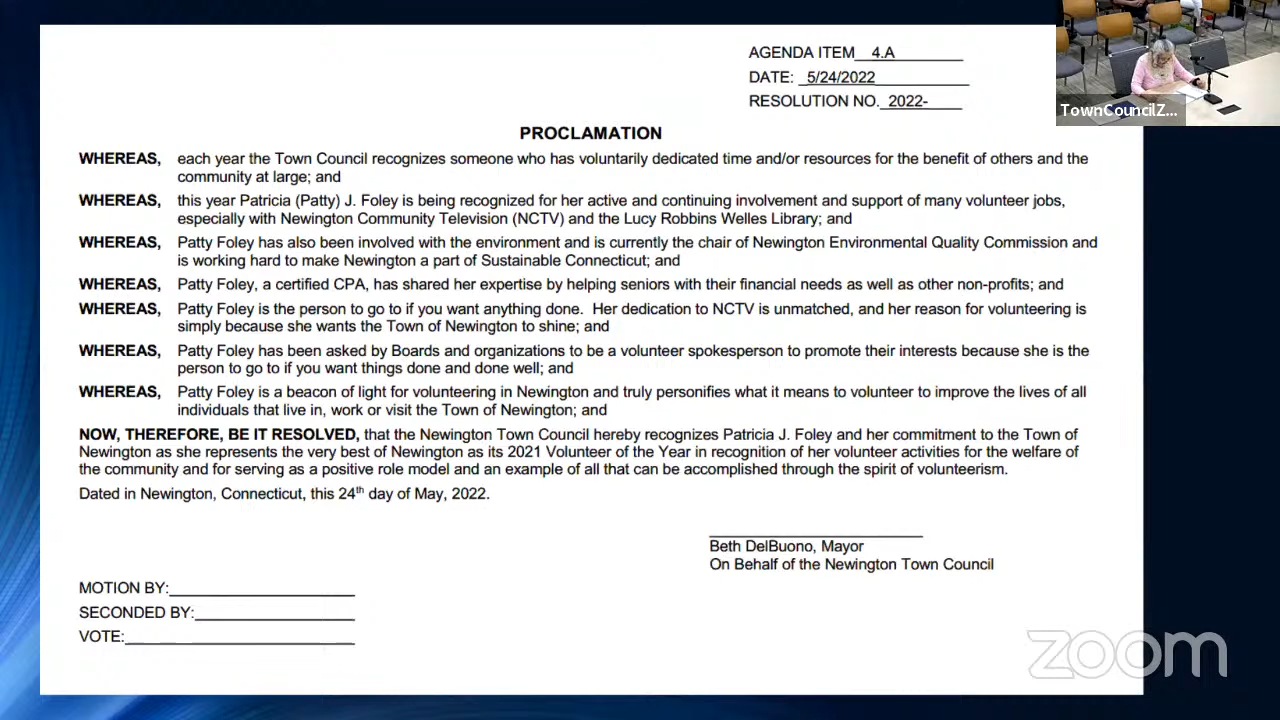 AGENDA ITEM 4.A
DATE: 5/24/2022
RESOLUTION NO. 2022-
TownCouncilZ...
PROCLAMATION
WHEREAS, each year the Town Council recognizes someone who has voluntarily dedicated time and/or resources for the benefit of others and the
community at large; and
WHEREAS, this year Patricia (Patty) J. Foley is being recognized for her active and continuing involvement and support of many volunteer jobs,
especially with Newington Community Television (NCTV) and the Lucy Robbins Welles Library; and
WHEREAS, Patty Foley has also been involved with the environment and is currently the chair of Newington Environmental Quality Commission and
is working hard to make Newington a part of Sustainable Connecticut; and
WHEREAS, Patty Foley, a certified CPA, has shared her expertise by helping seniors with their financial needs as well as other non-profits; and
WHEREAS, Patty Foley is the person to go to if you want anything done. Her dedication to NCTV is unmatched, and her reason for volunteering is
simply because she wants the Town of Newington to shine; and
WHEREAS, Patty Foley has been asked by Boards and organizations to be a volunteer spokesperson to promote their interests because she is the
person to go to if you want things done and done well; and
WHEREAS, Patty Foley is a beacon of light for volunteering in Newington and truly personifies what it means to volunteer to improve the lives of all
individuals that live in, work or visit the Town of Newington; and
NOW, THEREFORE, BE IT RESOLVED, that the Newington Town Council hereby recognizes Patricia J. Foley and her commitment to the Town of
Newington as she represents the very best of Newington as its 2021 Volunteer of the Year in recognition of her volunteer activities for the welfare of
the community and for serving as a positive role model and an example of all that can be accomplished through the spirit of volunteerism.
Dated in Newington, Connecticut, this 24th day of May, 2022.
Beth DelBuono, Mayor
On Behalf of the Newington Town Council
MOTION BY:
SECONDED BY:
VOTE:
zoom